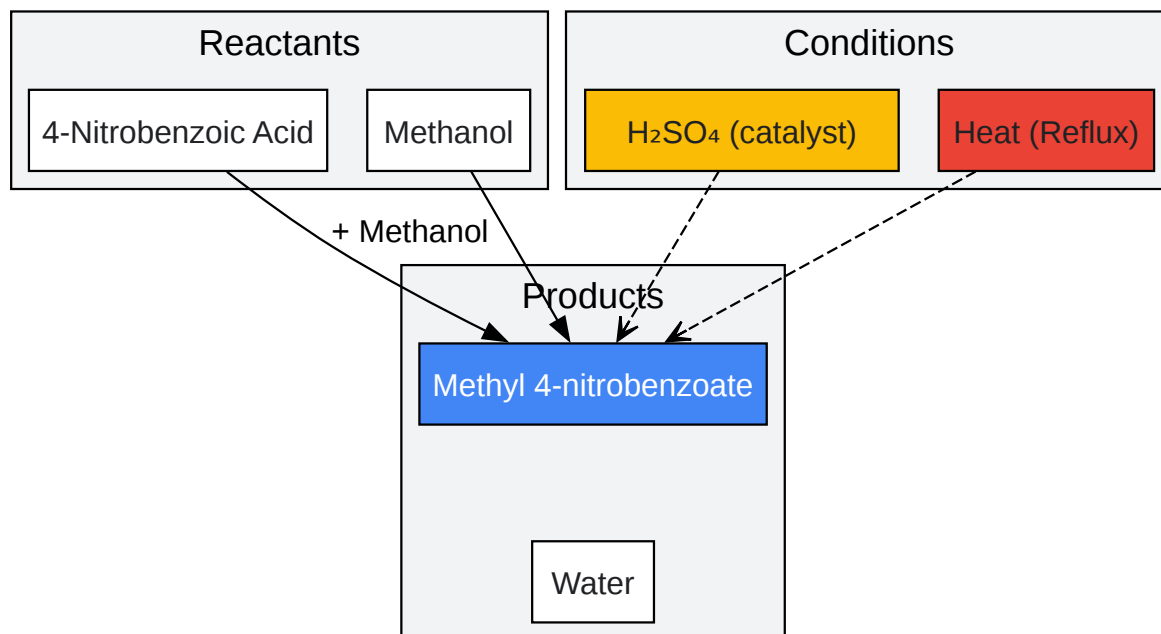 Reactants
Conditions
4-Nitrobenzoic Acid
Methanol
H₂SO₄ (catalyst)
Heat (Reflux)
+ Methanol
Products
Methyl 4-nitrobenzoate
Water